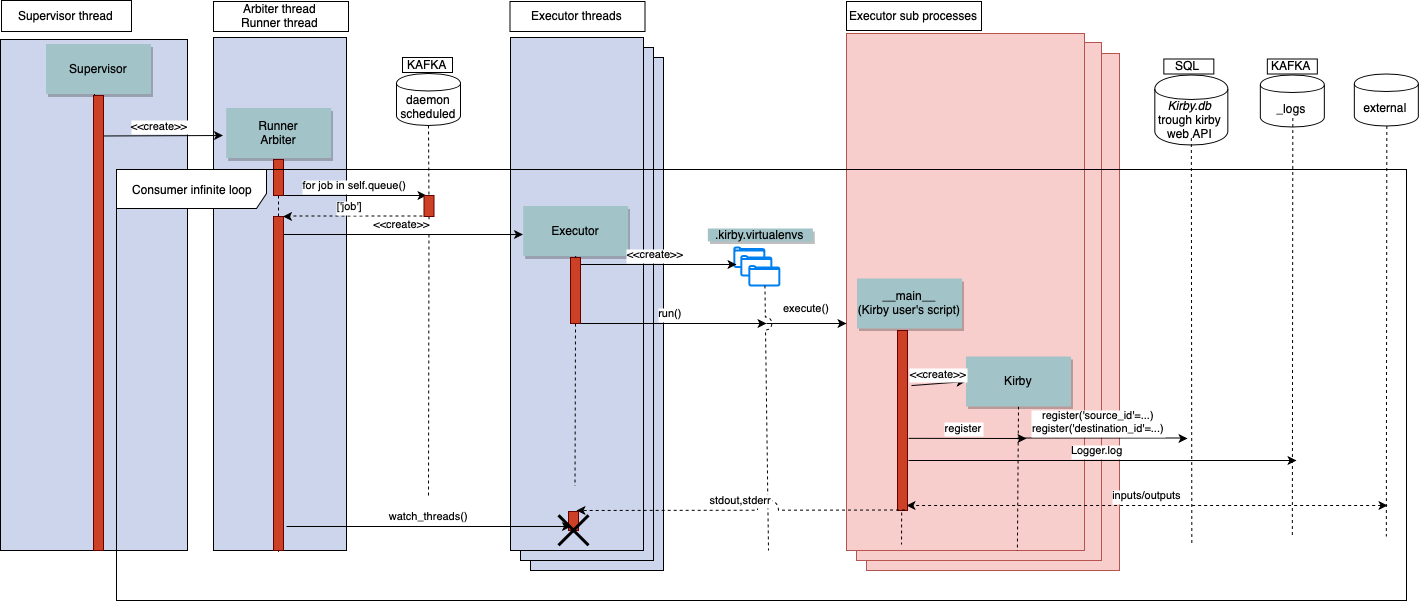 Supervisor thread
Arbiter thread
Runner thread
Executor threads
Executor sub processes
Supervisor
KAFKA
daemon
scheduled
SQL
Kirby.db
trough kirby
web API
KAFKA
_logs
external
<<create>>
Runner
Arbiter
Consumer infinite loop
for job in self.queue()
['job']
<<create>>
Executor
<<create>>
.kirby.virtualenvs
run()
execute()
__main__
(Kirby user's script)
<<create>>
Kirby
register
register('source_id'=...)
register('destination_id'=...)
Logger.log
inputs/outputs
stdout,stderr
watch_threads()